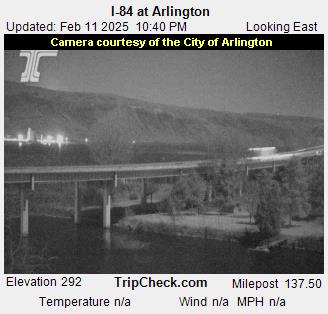 I-84 at Arlington
Updated: Feb 11 2025 10:40 PM Looking East
Camera courtesy of the City of Arlington
Elevation 292 TripCheck.com Milepost 137.50
Temperature n/a Wind n/a MPH n/a